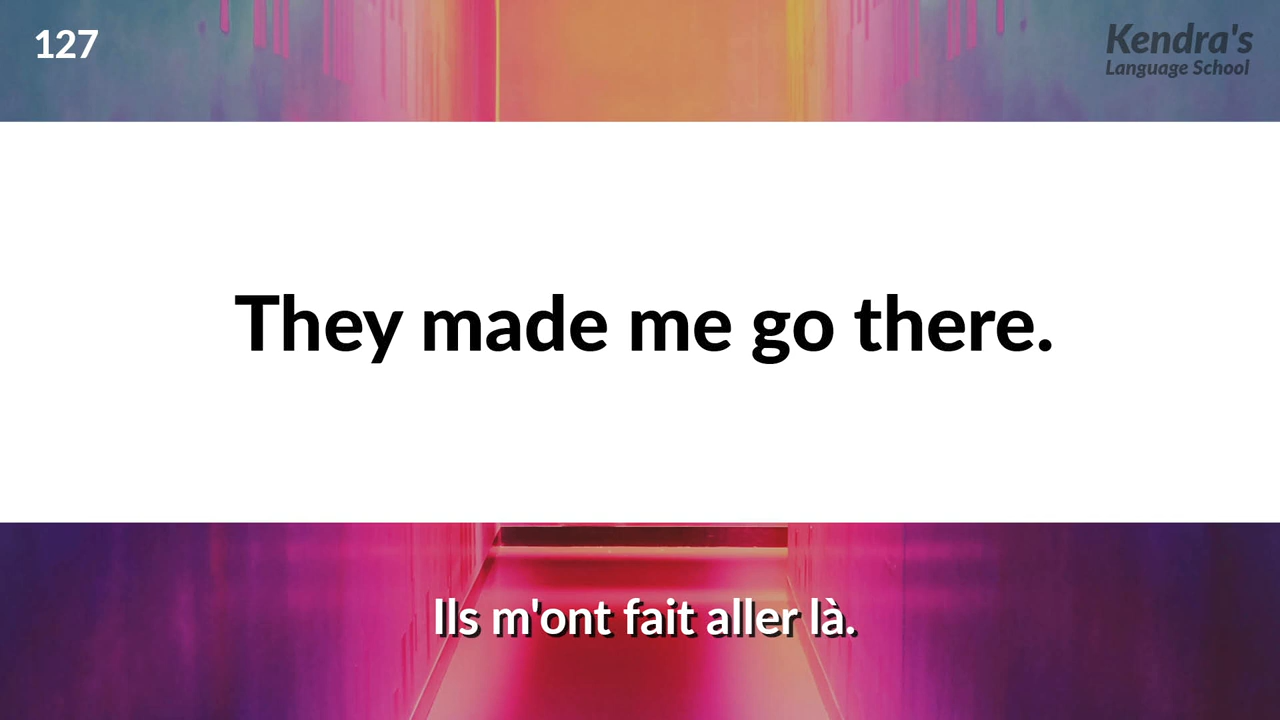 127
Kendra's
Language School
They made me go there.
Ils m'ont fait aller là.